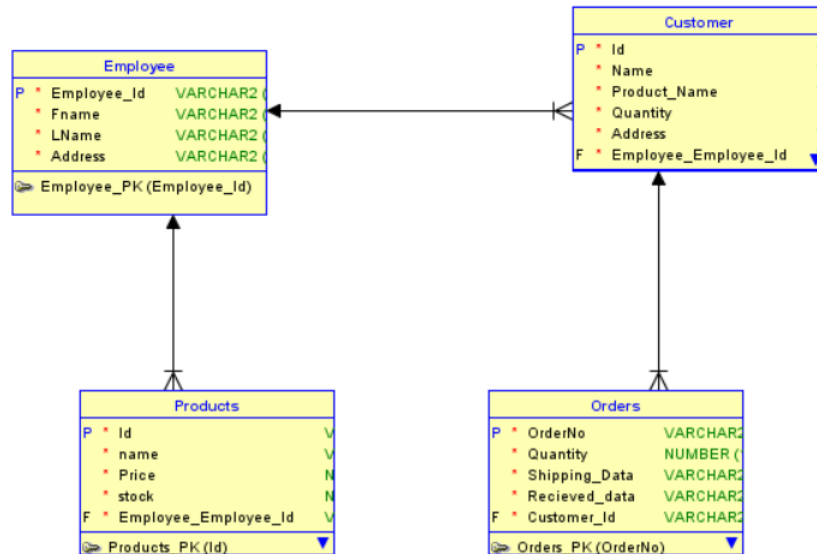 Employee
P * Employee_Id VARCHAR2 (
* Fname VARCHAR2 (
* LName VARCHAR2 (
* Address VARCHAR2 (
Employee_PK (Employee_Id)
Customer
P * Id
* Name
* Product_Name
* Quantity
* Address
F * Employee_Employee_Id
Products
P * Id V
* name V
* Price N
* stock N
F * Employee_Employee_Id V
Products_PK (Id)
Orders
P * OrderNo VARCHAR2
* Quantity NUMBER (
* Shipping_Data VARCHAR2
* Recieved_data VARCHAR2
F * Customer_Id VARCHAR2
Orders_PK (OrderNo)